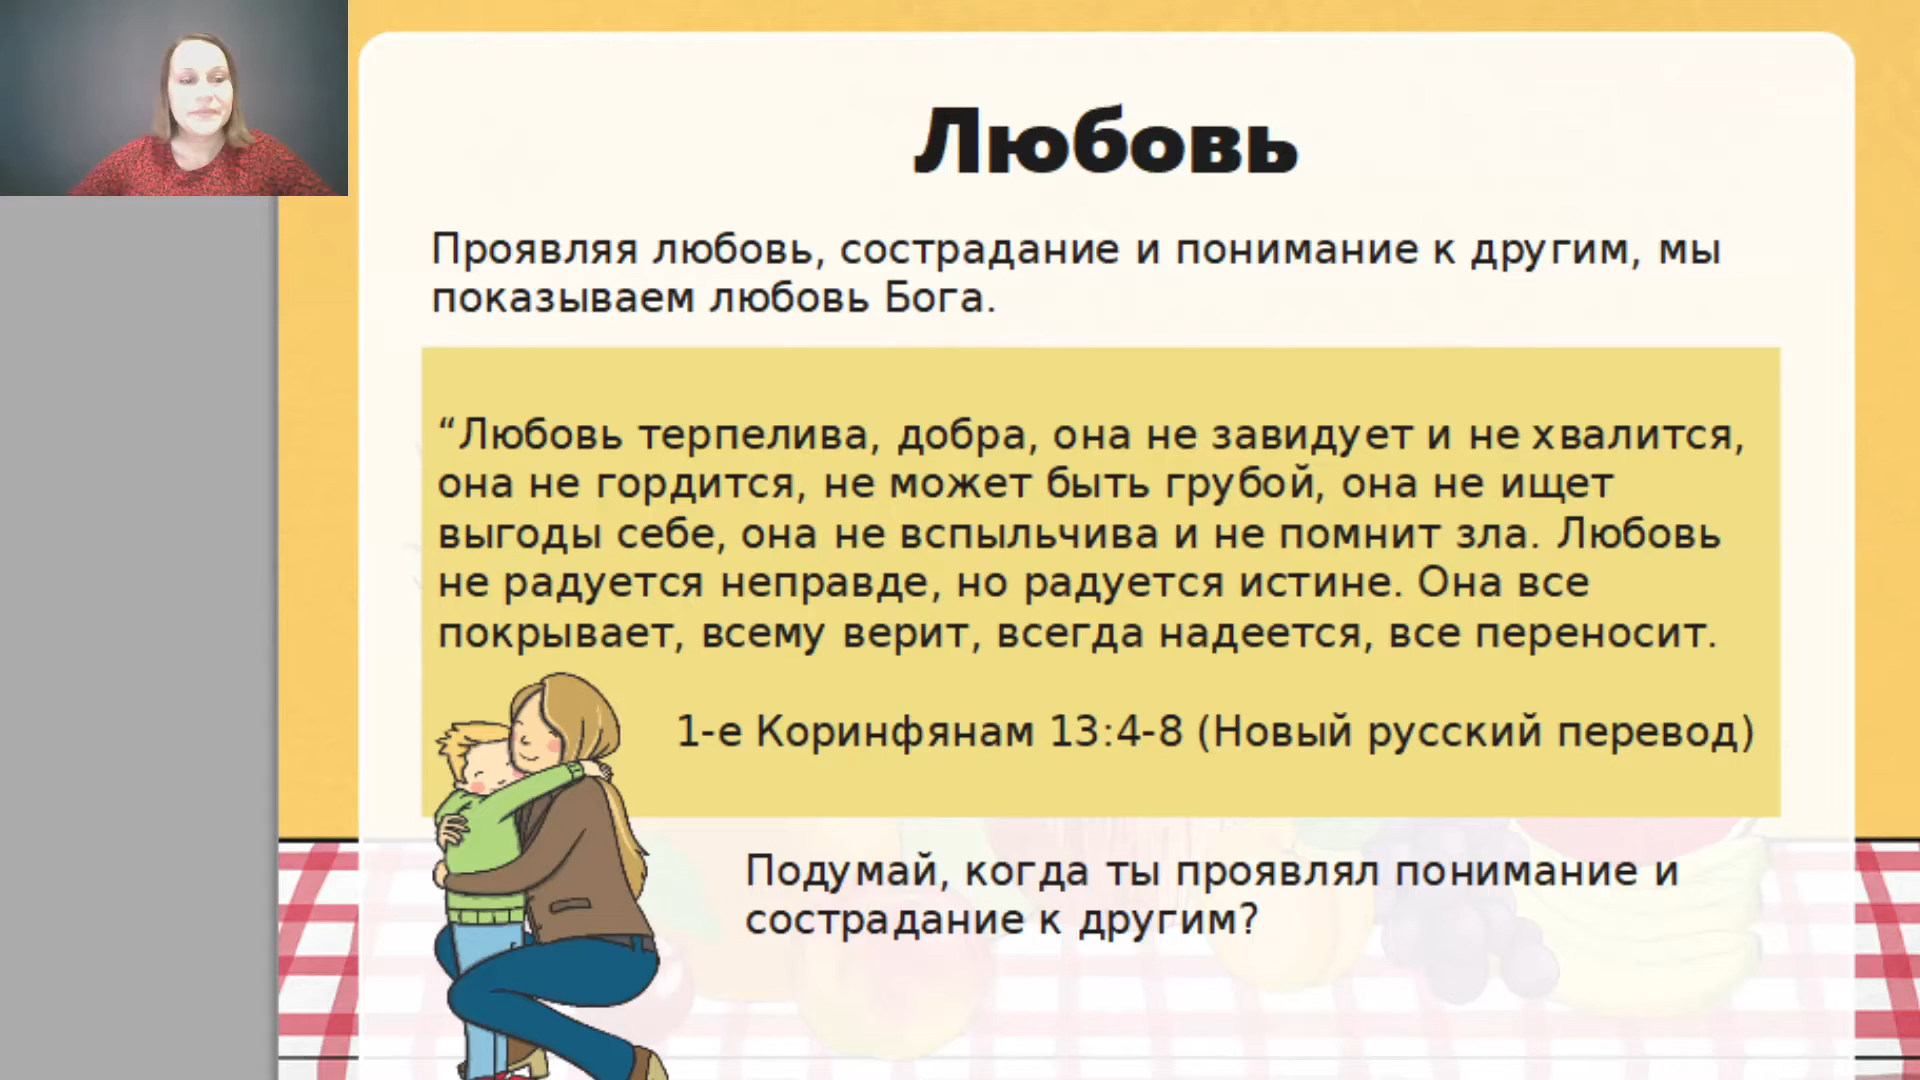 Любовь
Проявляя любовь, сострадание и понимание к другим, мы
показываем любовь Бога.
“Любовь терпелива, добра, она не завидует и не хвалится,
она не гордится, не может быть грубой, она не ищет
выгоды себе, она не вспыльчива и не помнит зла. Любовь
не радуется неправде, но радуется истине. Она все
покрывает, всему верит, всегда надеется, все переносит.
1-е Коринфянам 13:4-8 (Новый русский перевод)
Подумай, когда ты проявлял понимание и
сострадание к другим?